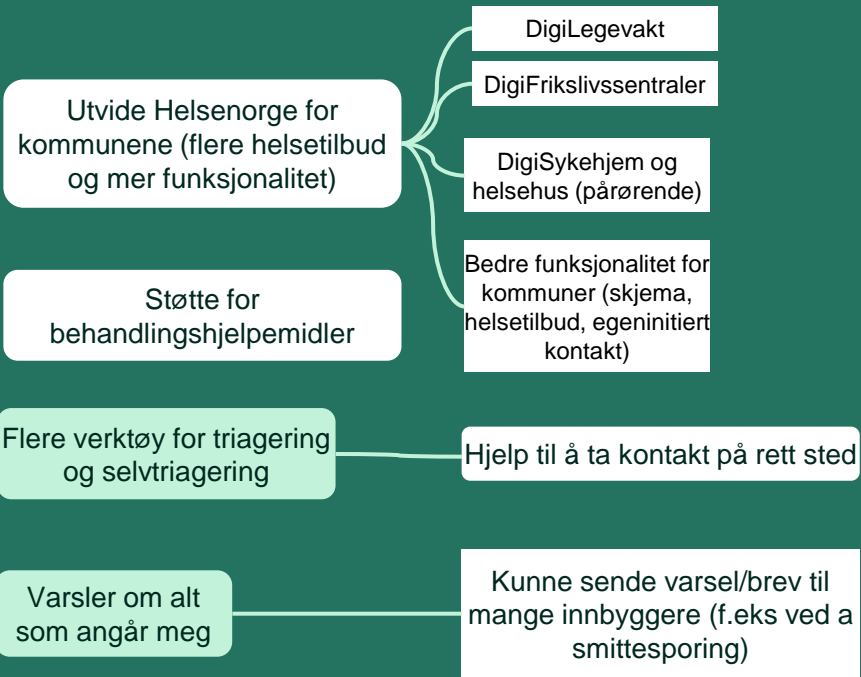 Utvide Helsenorge for
kommunene (flere helsetilbud
og mer funksjonalitet)
DigiLegevakt
DigiFrikslivssentraler
DigiSykehjem og
helsehus (pårørende)
Bedre funksjonalitet for
kommuner (skjema,
helsetilbud, egeninitiert
kontakt)
Støtte for
behandlingshjelpemidler
Flere verktøy for triagering
og selvtriagering
Hjelp til å ta kontakt på rett sted
Varsler om alt
som angår meg
Kunne sende varsel/brev til
mange innbyggere (f.eks ved a
smittesporing)